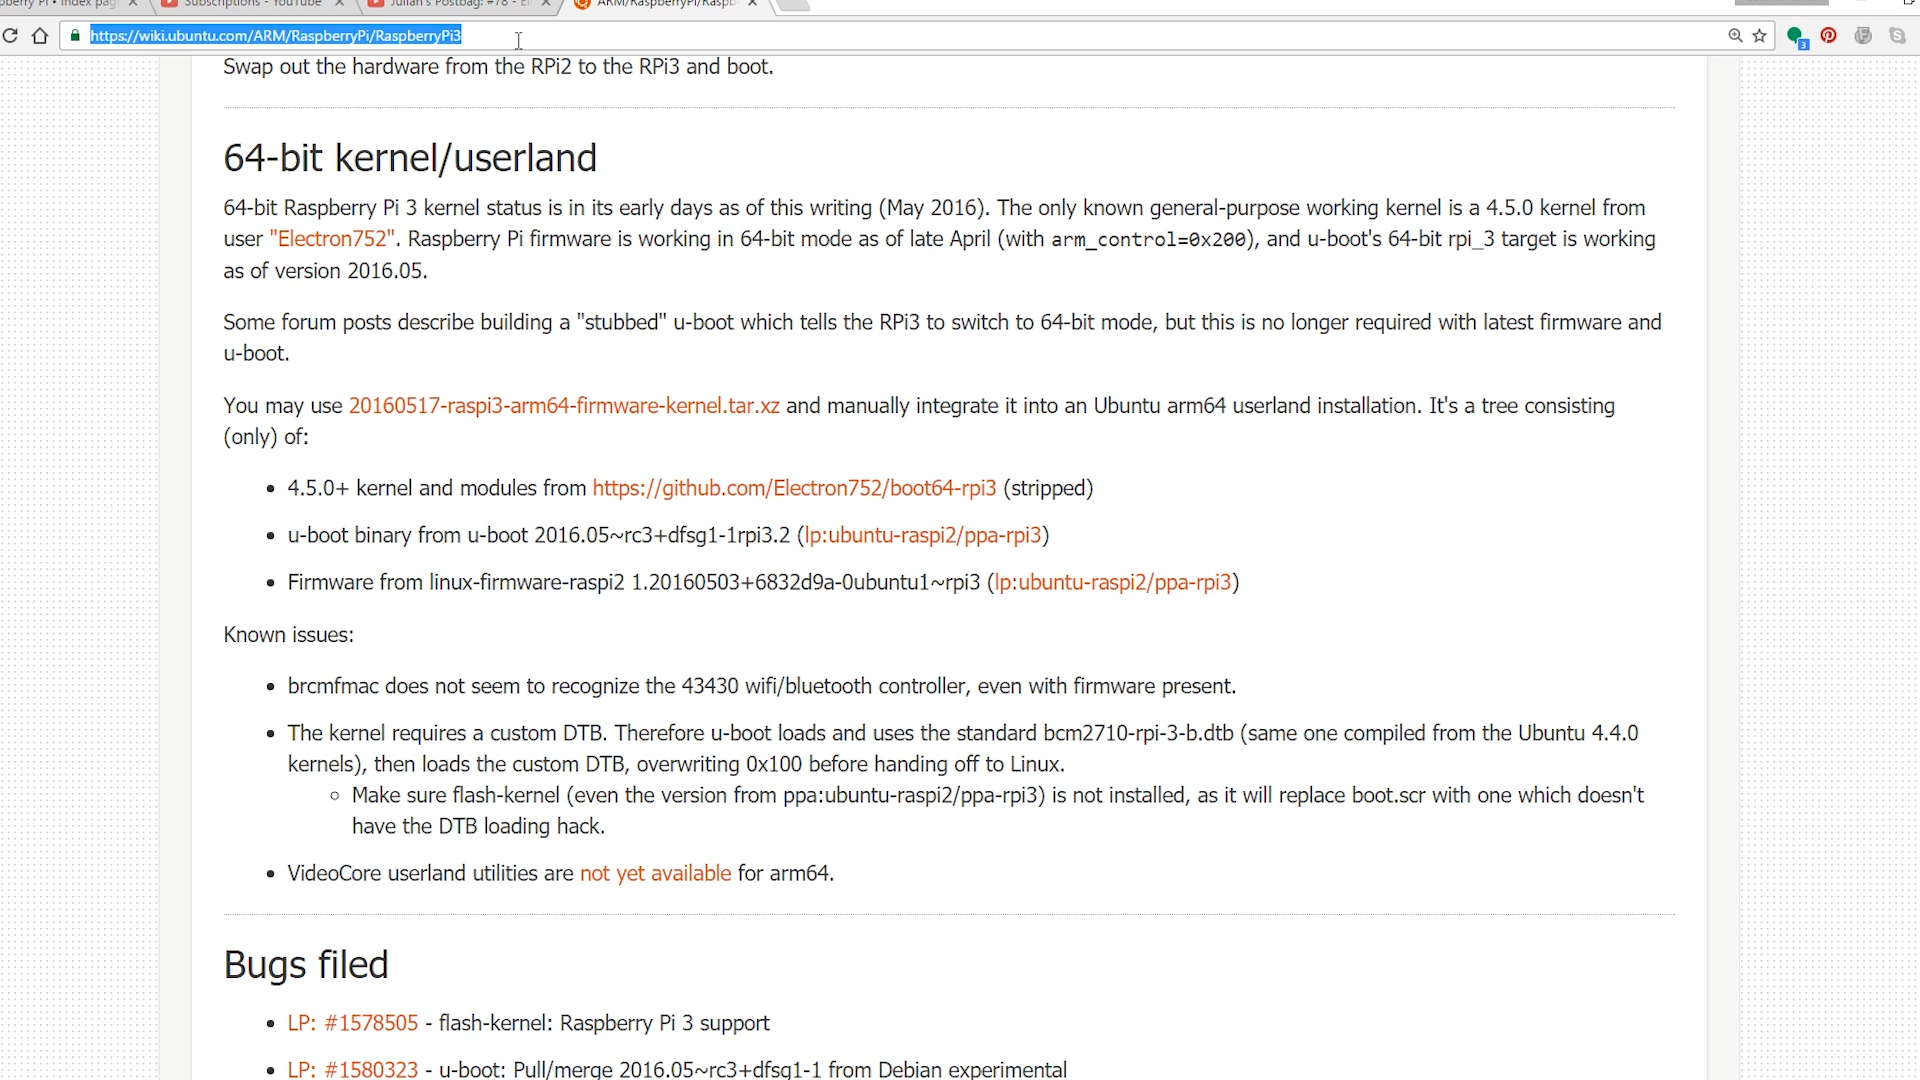 Subscriptions - YouTube
Julian's Postbag: #78 - E
ARM/RaspberryPi/Raspb
https://wiki.ubuntu.com/ARM/RaspberryPi/RaspberryPi3
3
Swap out the hardware from the RPi2 to the RPi3 and boot.
64-bit kernel/userland
64-bit Raspberry Pi 3 kernel status is in its early days as of this writing (May 2016). The only known general-purpose working kernel is a 4.5.0 kernel from
user "Electron752". Raspberry Pi firmware is working in 64-bit mode as of late April (with arm_control=0x200), and u-boot's 64-bit rpi_3 target is working
as of version 2016.05.
Some forum posts describe building a "stubbed" u-boot which tells the RPi3 to switch to 64-bit mode, but this is no longer required with latest firmware and
u-boot.
You may use 20160517-raspi3-arm64-firmware-kernel.tar.xz and manually integrate it into an Ubuntu arm64 userland installation. It's a tree consisting
(only) of:
• 4.5.0+ kernel and modules from https://github.com/Electron752/boot64-rpi3 (stripped)
• u-boot binary from u-boot 2016.05~rc3+dfsg1-1rpi3.2 (lp:ubuntu-raspi2/ppa-rpi3)
• Firmware from linux-firmware-raspi2 1.20160503+6832d9a-0ubuntu1~rpi3 (lp:ubuntu-raspi2/ppa-rpi3)
Known issues:
• brcmfmac does not seem to recognize the 43430 wifi/bluetooth controller, even with firmware present.
• The kernel requires a custom DTB. Therefore u-boot loads and uses the standard bcm2710-rpi-3-b.dtb (same one compiled from the Ubuntu 4.4.0
kernels), then loads the custom DTB, overwriting 0x100 before handing off to Linux.
○ Make sure flash-kernel (even the version from ppa:ubuntu-raspi2/ppa-rpi3) is not installed, as it will replace boot.scr with one which doesn't
have the DTB loading hack.
• VideoCore userland utilities are not yet available for arm64.
Bugs filed
• LP: #1578505 - flash-kernel: Raspberry Pi 3 support
• LP: #1580323 - u-boot: Pull/merge 2016.05~rc3+dfsg1-1 from Debian experimental